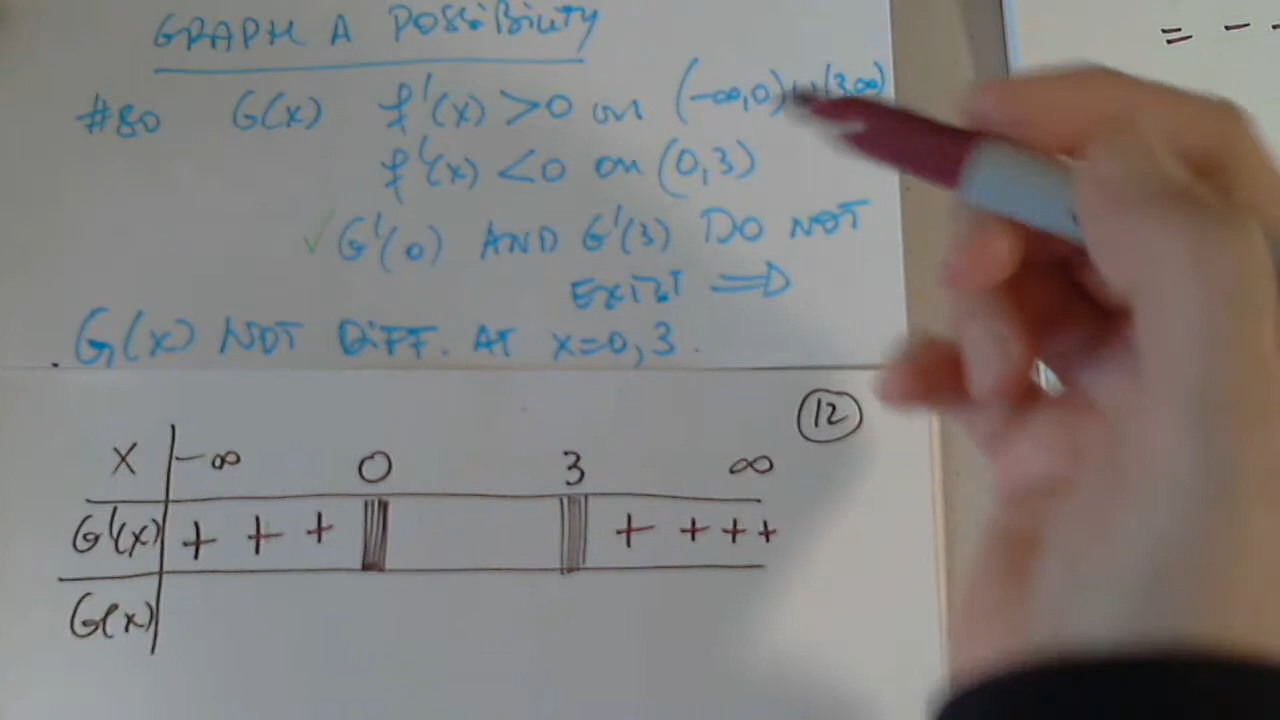 GRAPH A POSSIBILITY
= - -
#80 G(x) f'(x) >0 on (-∞,0)∪(3,∞)
f'(x) <0 on (0,3)
✓ G'(0) AND G'(3) DO NOT
EXIST ⇒
. G(x) NOT DIFF. AT x=0,3.
12
X -∞ 0 3 ∞
G'(x) + + + + + + +
G(x)